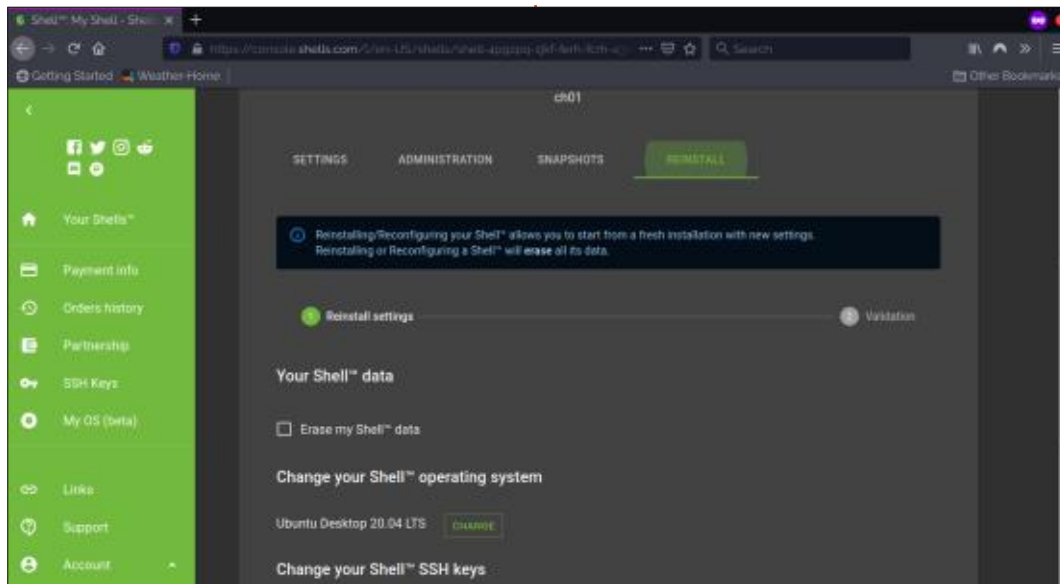 Shell™ My Shell - She
https://console.shells.com/
Search
Getting Started
Weather-Home
Other Bookmarks
ch01
SETTINGS
ADMINISTRATION
SNAPSHOTS
REINSTALL
Your Shells™
Payment info
Orders history
Partnership
SSH Keys
My OS (beta)
Links
Support
Account
Reinstalling/Reconfiguring your Shell™ allows you to start from a fresh installation with new settings.
Reinstalling or Reconfiguring a Shell™ will erase all its data.
1 Reinstall settings
2 Validation
Your Shell™ data
Erase my Shell™ data
Change your Shell™ operating system
Ubuntu Desktop 20.04 LTS
CHANGE
Change your Shell™ SSH keys